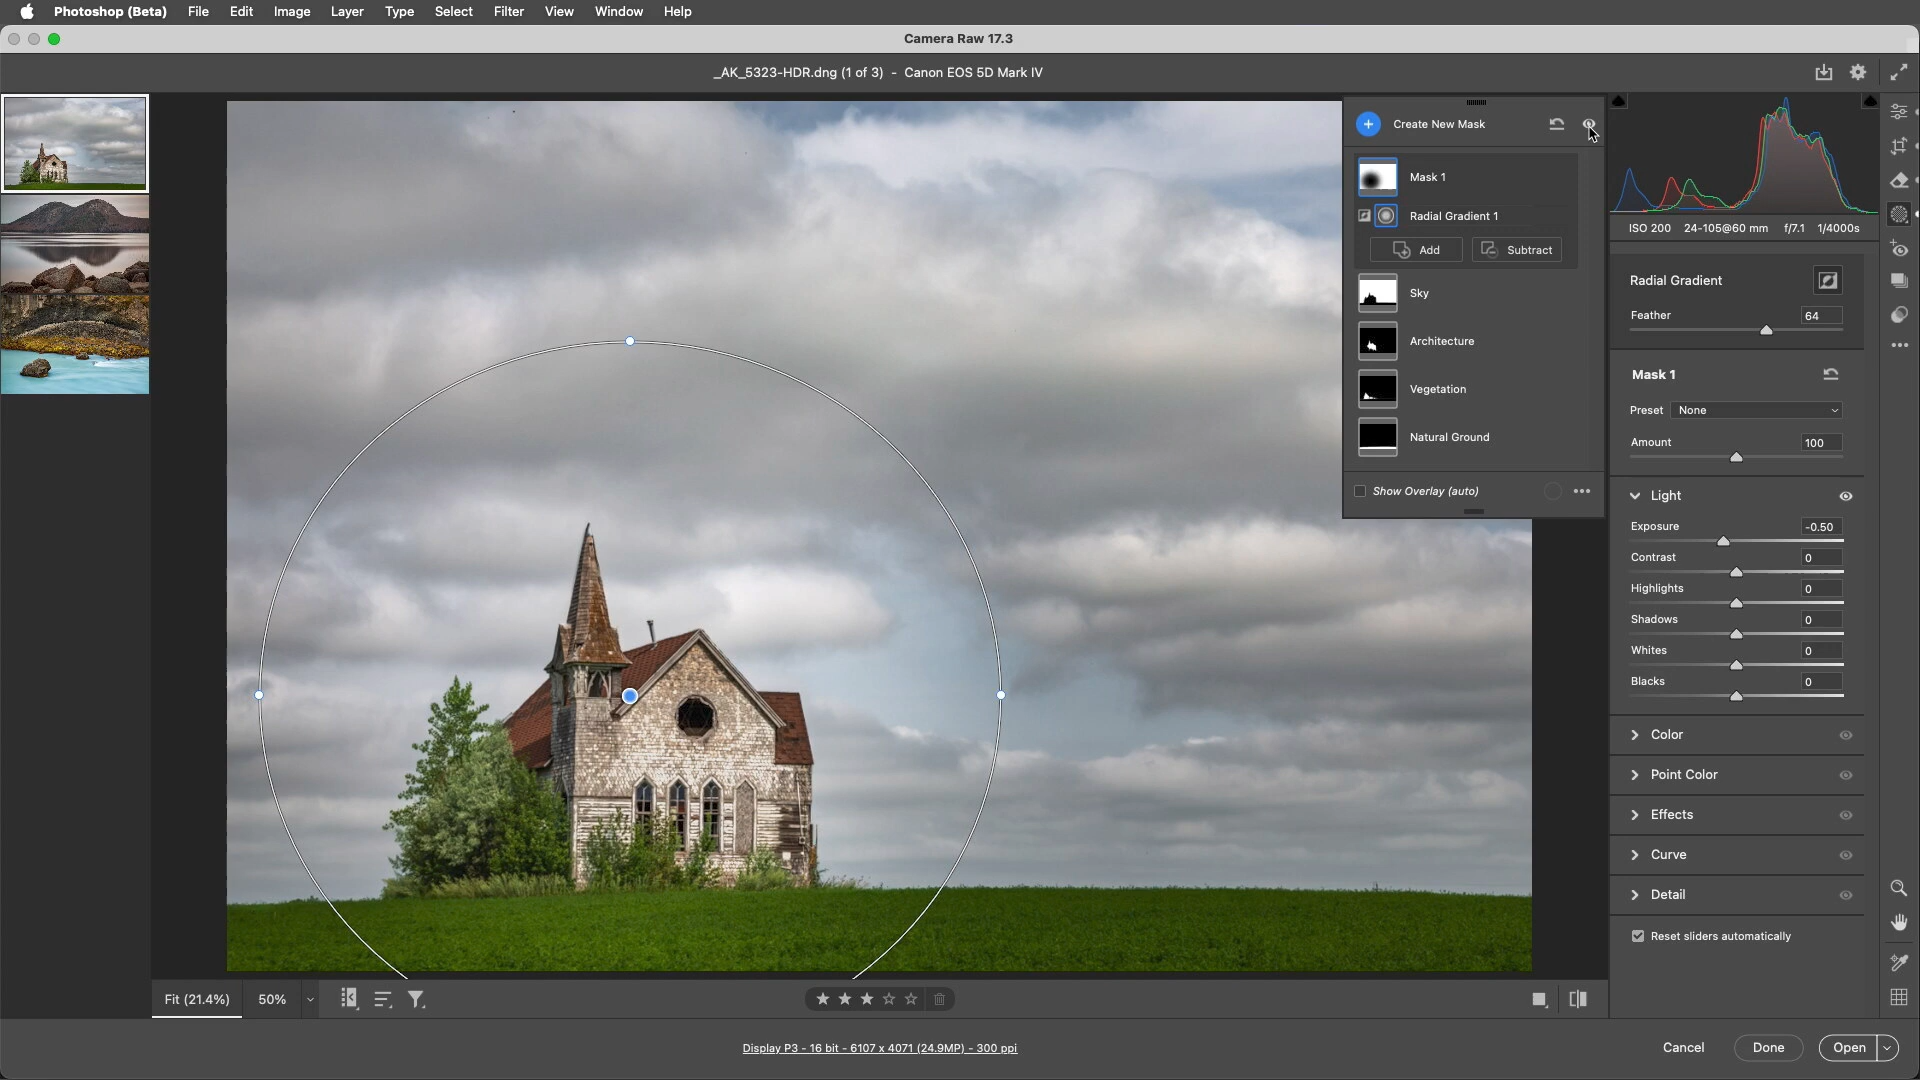 Photoshop (Beta) File Edit Image Layer Type Select Filter View Window Help
Camera Raw 17.3
_AK_5323-HDR.dng (1 of 3) - Canon EOS 5D Mark IV
Create New Mask
Mask 1
Radial Gradient 1
Add Subtract
Sky
Architecture
Vegetation
Natural Ground
Show Overlay (auto)
ISO 200 24-105@60 mm f/7.1 1/4000s
Radial Gradient
Feather 64
Mask 1
Preset None
Amount 100
Light
Exposure -0.50
Contrast 0
Highlights 0
Shadows 0
Whites 0
Blacks 0
Color
Point Color
Effects
Curve
Detail
Reset sliders automatically
Fit (21.4%) 50%
Display P3 - 16 bit - 6107 x 4071 (24.9MP) - 300 ppi
Cancel Done Open